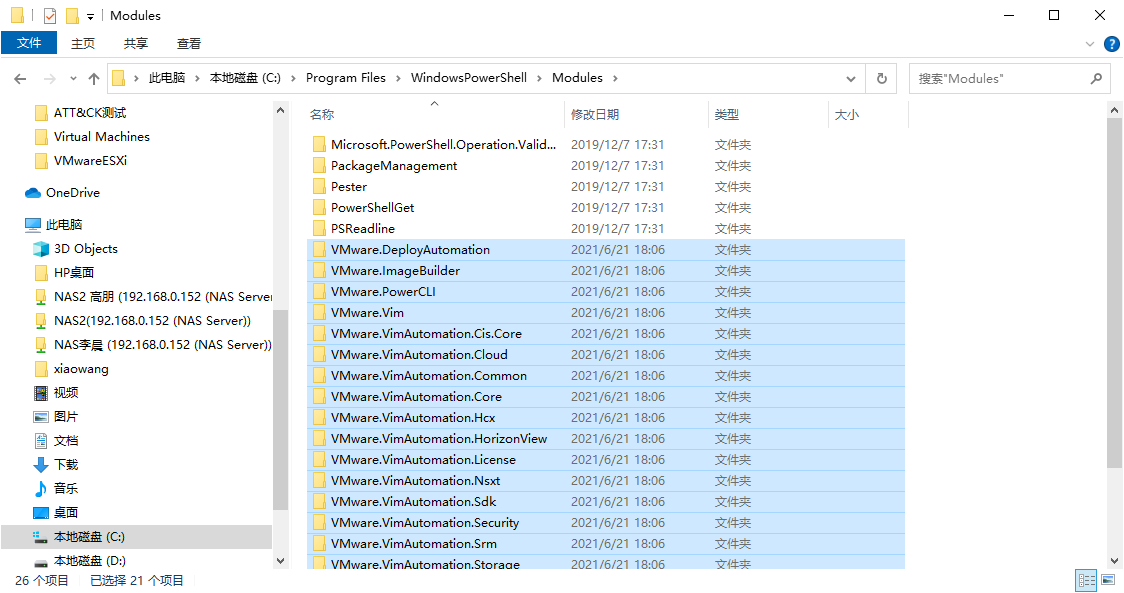 Modules
文件 主页 共享 查看
此电脑 本地磁盘 (C:) Program Files WindowsPowerShell Modules 搜索"Modules"
ATT&CK测试
Virtual Machines
VMwareESXi
OneDrive
此电脑
3D Objects
HP桌面
NAS2 高朋 (192.168.0.152 (NAS Server
NAS2(192.168.0.152 (NAS Server))
NAS李晨 (192.168.0.152 (NAS Server))
xiaowang
视频
图片
文档
下载
音乐
桌面
本地磁盘 (C:)
本地磁盘 (D:)
名称 修改日期 类型 大小
Microsoft.PowerShell.Operation.Valid... 2019/12/7 17:31 文件夹
PackageManagement 2019/12/7 17:31 文件夹
Pester 2019/12/7 17:31 文件夹
PowerShellGet 2019/12/7 17:31 文件夹
PSReadline 2019/12/7 17:31 文件夹
VMware.DeployAutomation 2021/6/21 18:06 文件夹
VMware.ImageBuilder 2021/6/21 18:06 文件夹
VMware.PowerCLI 2021/6/21 18:06 文件夹
VMware.Vim 2021/6/21 18:06 文件夹
VMware.VimAutomation.Cis.Core 2021/6/21 18:06 文件夹
VMware.VimAutomation.Cloud 2021/6/21 18:06 文件夹
VMware.VimAutomation.Common 2021/6/21 18:06 文件夹
VMware.VimAutomation.Core 2021/6/21 18:06 文件夹
VMware.VimAutomation.Hcx 2021/6/21 18:06 文件夹
VMware.VimAutomation.HorizonView 2021/6/21 18:06 文件夹
VMware.VimAutomation.License 2021/6/21 18:06 文件夹
VMware.VimAutomation.Nsxt 2021/6/21 18:06 文件夹
VMware.VimAutomation.Sdk 2021/6/21 18:06 文件夹
VMware.VimAutomation.Security 2021/6/21 18:06 文件夹
VMware.VimAutomation.Srm 2021/6/21 18:06 文件夹
VMware.VimAutomation.Storage 2021/6/21 18:06 文件夹
26 个项目 已选择 21 个项目